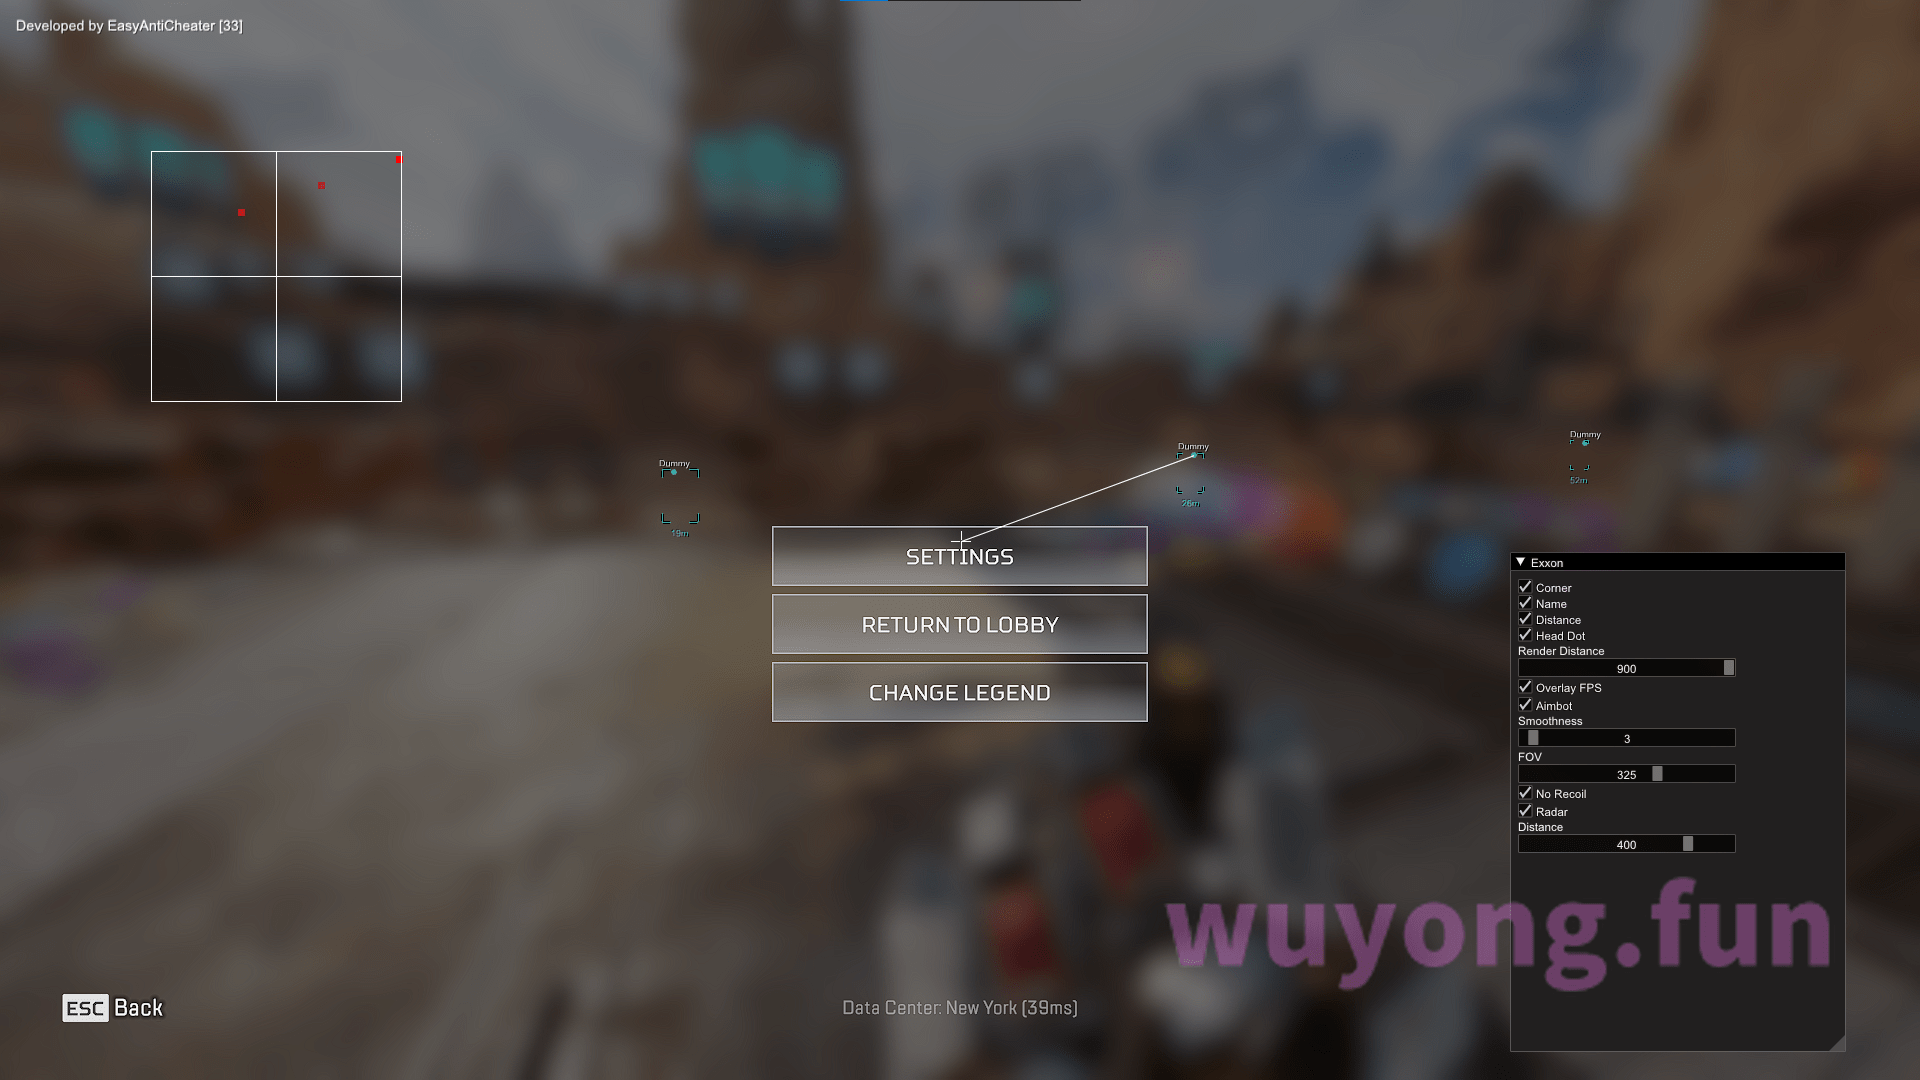 Developed by EasyAntiCheater [33]
Dummy
Dummy
Dummy
52m
26m
19m
SETTINGS
RETURN TO LOBBY
CHANGE LEGEND
Exxon
Corner
Name
Distance
Head Dot
Render Distance
900
Overlay FPS
Aimbot
Smoothness
3
FOV
325
No Recoil
Radar
Distance
400
wuyong.fun
ESC Back
Data Center: New York (39ms)